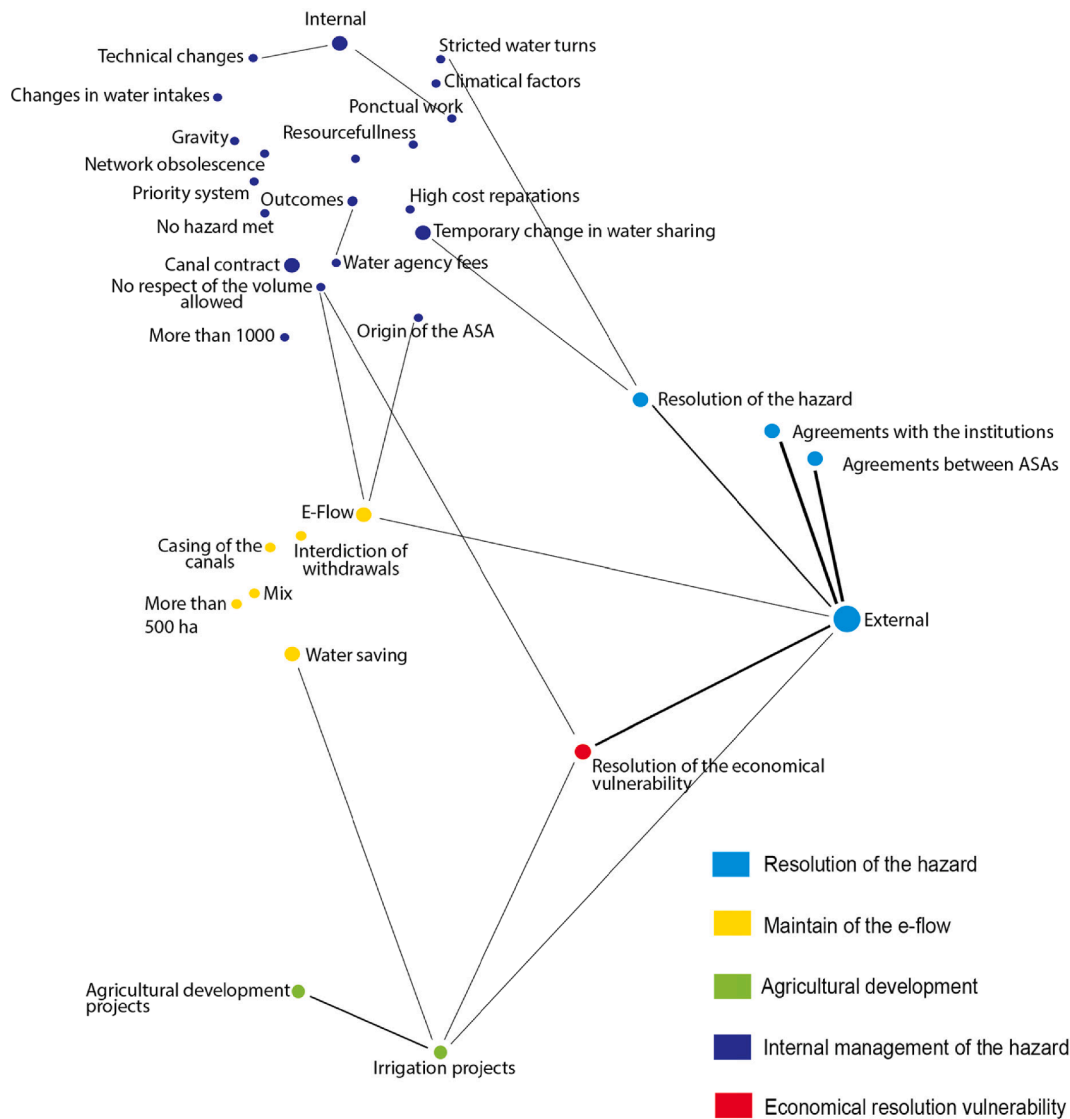 Internal
Stricted water turns
Technical changes
Climatical factors
Changes in water intakes
Ponctual work
Resourcefullness
Gravity
Network obsolescence
Priority system
Outcomes
High cost reparations
No hazard met
Temporary change in water sharing
Canal contract
Water agency fees
No respect of the volume
allowed
More than 1000
Origin of the ASA
Resolution of the hazard
Agreements with the institutions
Agreements between ASAs
E-Flow
Casing of the
canals
Interdiction of
withdrawals
Mix
More than
500 ha
External
Water saving
Resolution of the economical
vulnerability
Agricultural development
projects
Irrigation projects
Resolution of the hazard
Maintain of the e-flow
Agricultural development
Internal management of the hazard
Economical resolution vulnerability